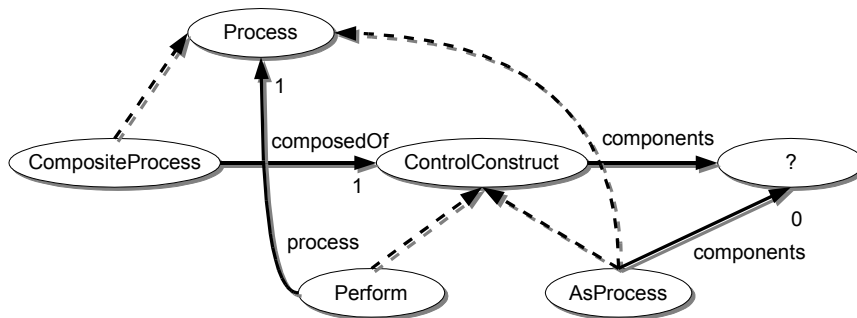 Process
1
composedOf
components
CompositeProcess
ControlConstruct
?
1
0
process
components
Perform
AsProcess